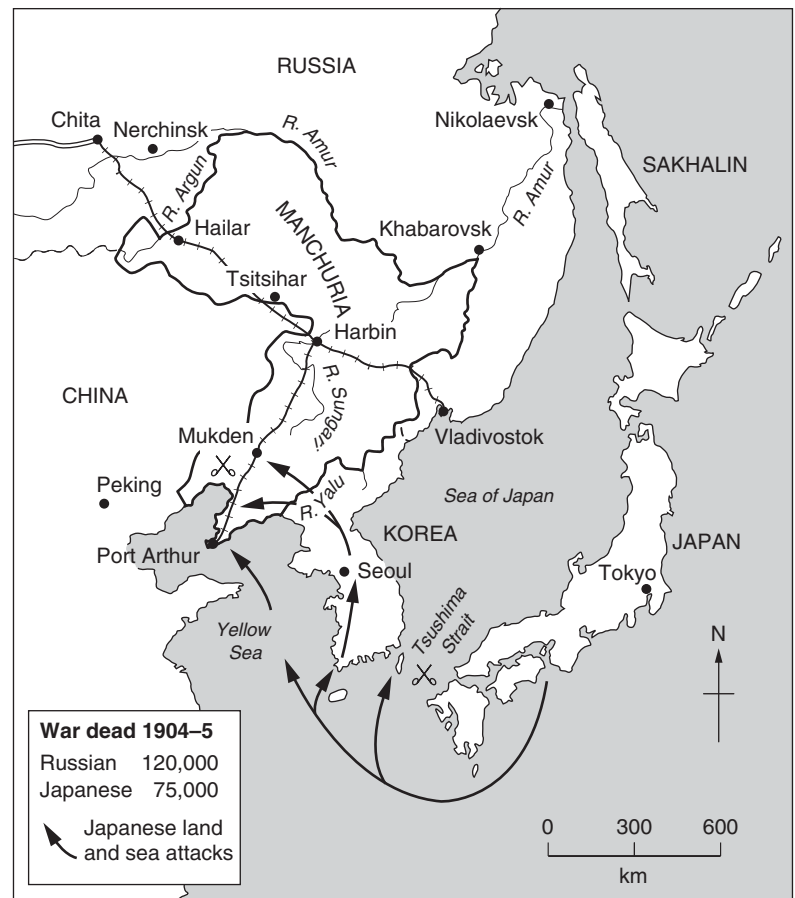 RUSSIA
Chita
Nerchinsk
R. Amur
Nikolaevsk
R. Argun
R. Amur
SAKHALIN
Hailar
MANCHURIA
Khabarovsk
Tsitsihar
Harbin
CHINA
R. Sungari
Mukden
Vladivostok
Peking
R. Yalu
Sea of Japan
KOREA
JAPAN
Port Arthur
Seoul
Tokyo
Yellow
Sea
Tsushima
Strait
N
War dead 1904–5
Russian 120,000
Japanese 75,000
Japanese land
and sea attacks
0 300 600
km